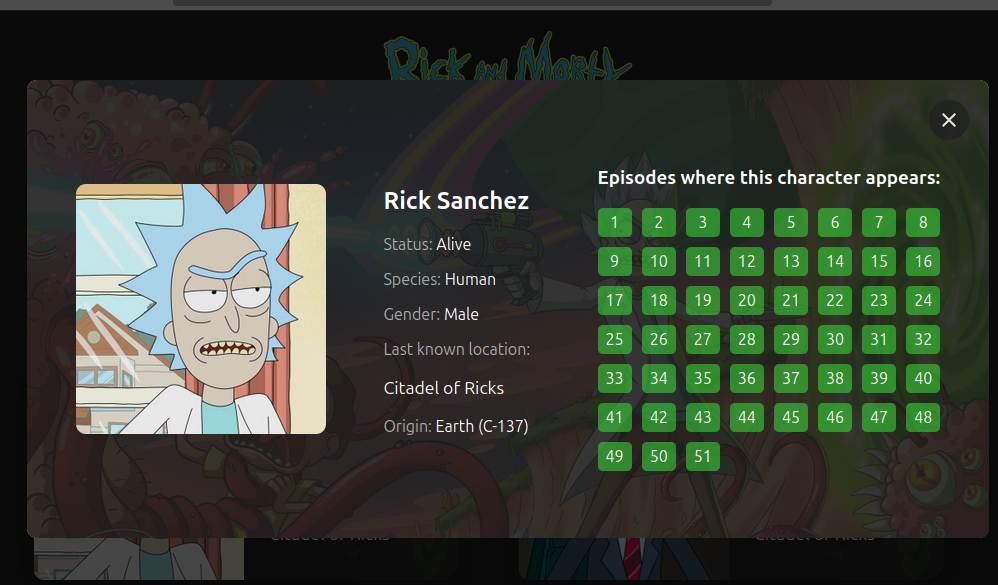 Rick and Morty
Rick Sanchez
Status: Alive
Species: Human
Gender: Male
Last known location:
Citadel of Ricks
Origin: Earth (C-137)
Episodes where this character appears:
1 2 3 4 5 6 7 8
9 10 11 12 13 14 15 16
17 18 19 20 21 22 23 24
25 26 27 28 29 30 31 32
33 34 35 36 37 38 39 40
41 42 43 44 45 46 47 48
49 50 51
Citadel of Ricks
Citadel of Ricks